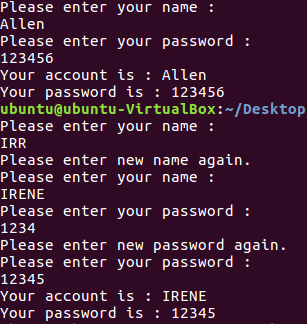 Please enter your name :
Allen
Please enter your password :
123456
Your account is : Allen
Your password is : 123456
ubuntu@ubuntu-VirtualBox:~/Desktop
Please enter your name :
IRR
Please enter new name again.
Please enter your name :
IRENE
Please enter your password :
1234
Please enter new password again.
Please enter your password :
12345
Your account is : IRENE
Your password is : 12345